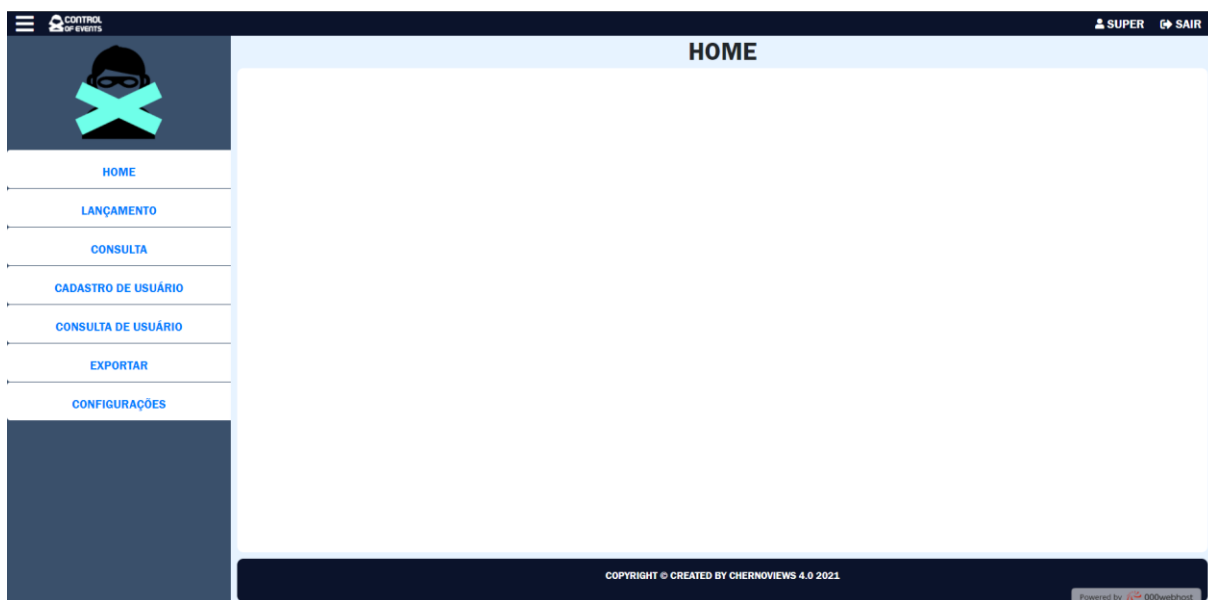 CONTROL
OF EVENTS
SUPER
SAIR
HOME
HOME
LANÇAMENTO
CONSULTA
CADASTRO DE USUÁRIO
CONSULTA DE USUÁRIO
EXPORTAR
CONFIGURAÇÕES
COPYRIGHT © CREATED BY CHERNOVIEWS 4.0 2021
Powered by 000webhost